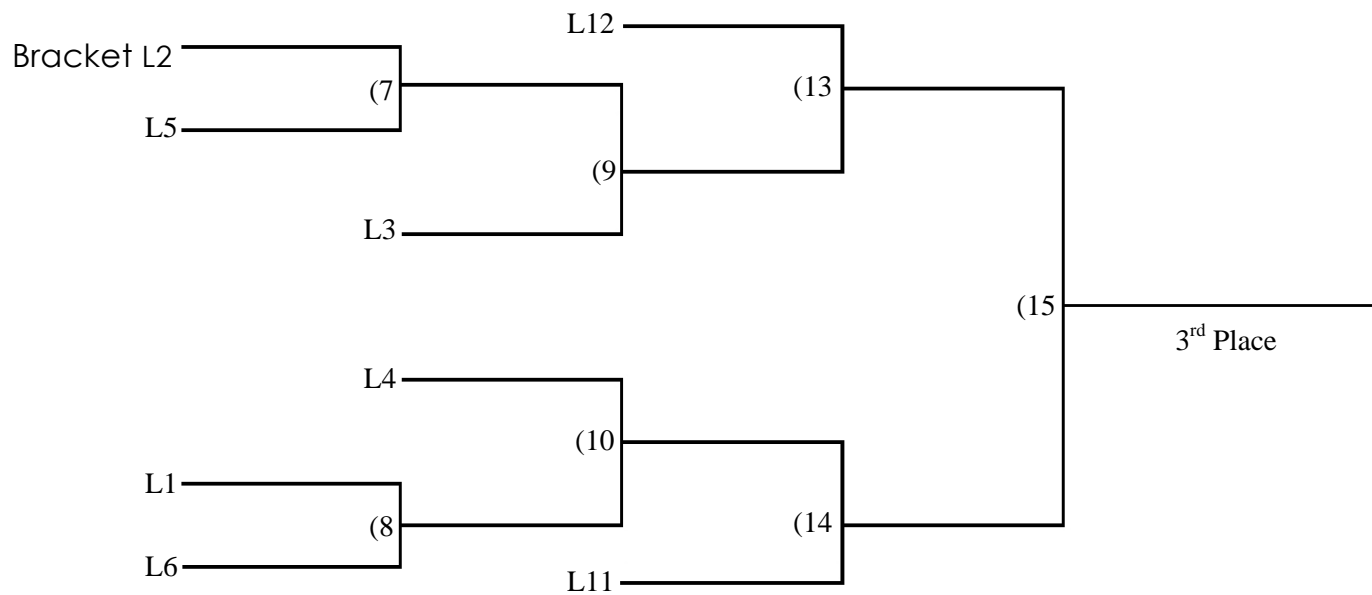 L12
Bracket L2
(7
(13
L5
(9
L3
(15
3rd Place
L4
(10
L1
(8
(14
L6
L11